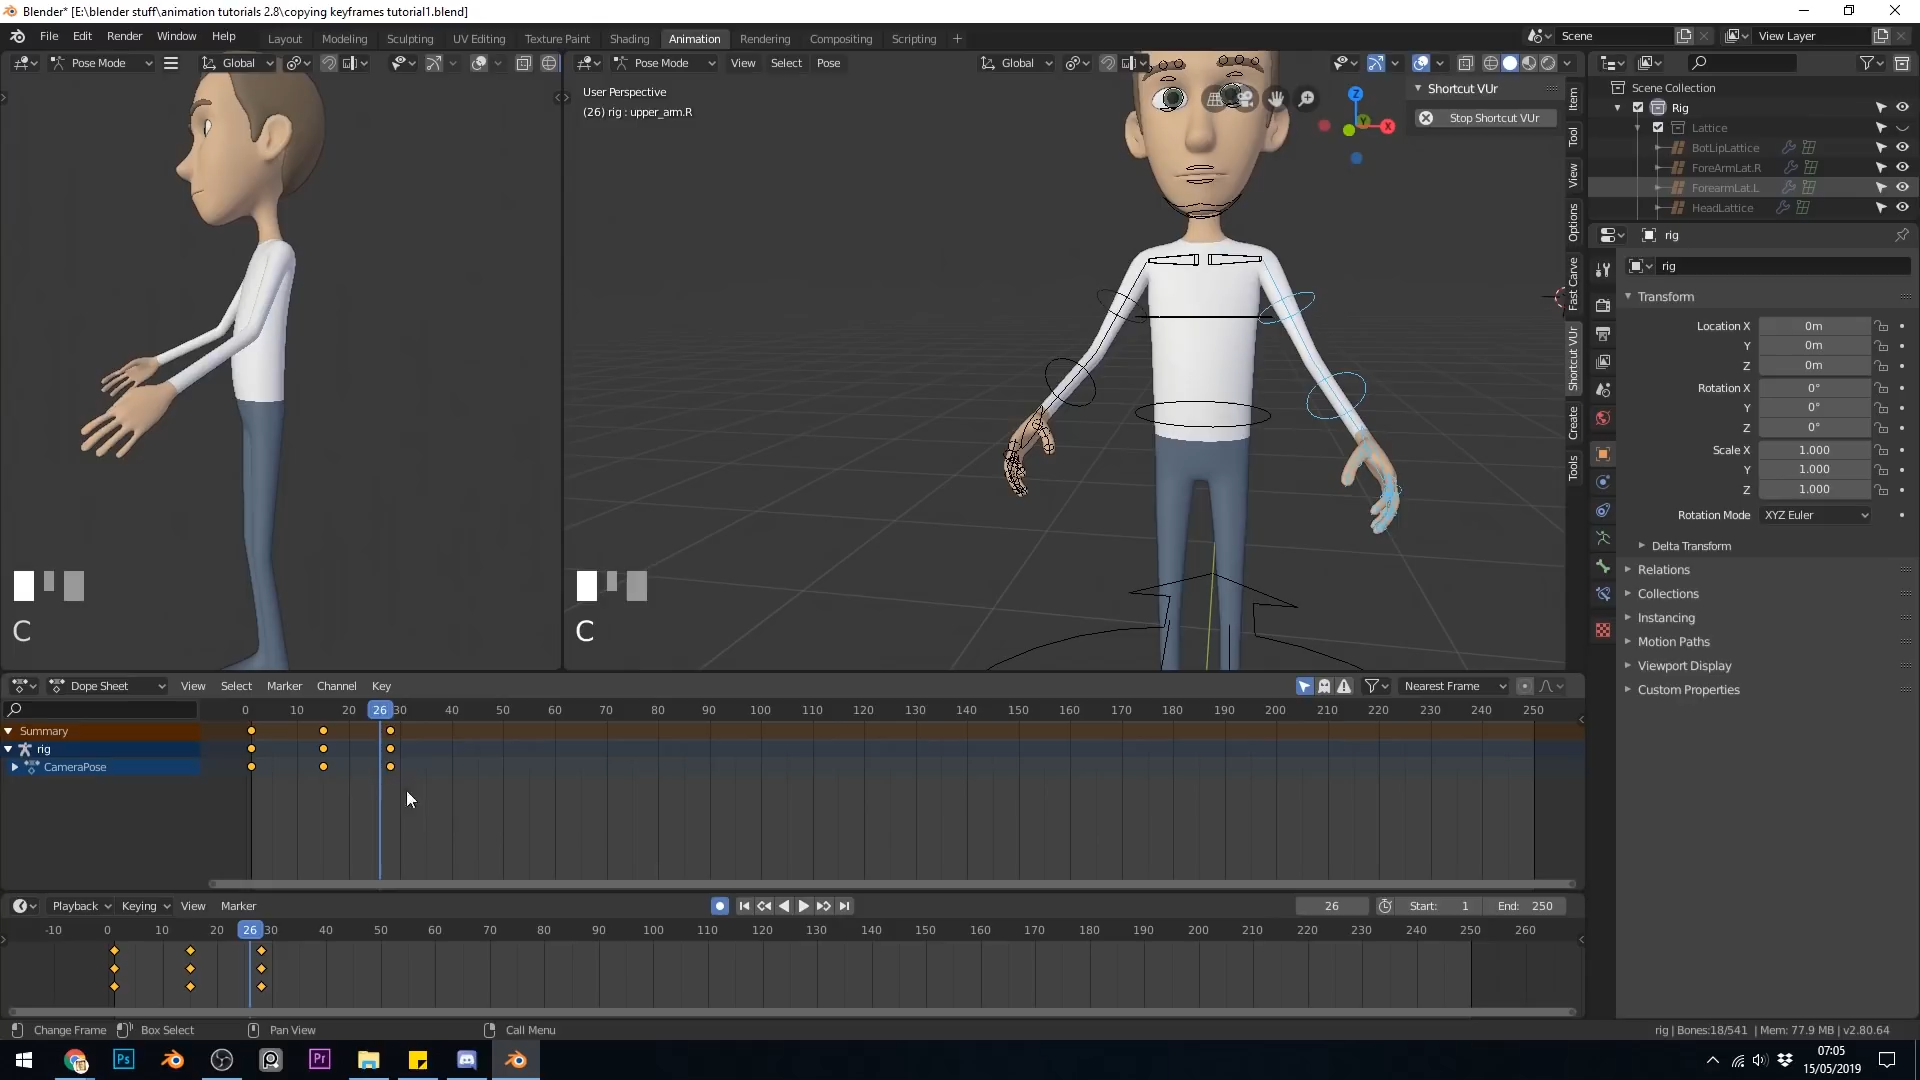 Blender* [E:\blender stuff\animation tutorials 2.8\copying keyframes tutorial1.blend]
File Edit Render Window Help
Layout Modeling Sculpting UV Editing Texture Paint Shading Animation Rendering Compositing Scripting +
Scene View Layer
Pose Mode Global
Pose Mode View Select Pose Global
User Perspective
(26) rig : upper_arm.R
Shortcut VUr
Stop Shortcut VUr
Z
Y
X
Item
Tool
View
Options
Fast Carve
Shortcut VUr
Create
Tools
C
C
Scene Collection
Rig
Lattice
BotLipLattice
ForeArmLat.R
ForearmLat.L
HeadLattice
rig
rig
Transform
Location X 0m
Y 0m
Z 0m
Rotation X 0°
Y 0°
Z 0°
Scale X 1.000
Y 1.000
Z 1.000
Rotation Mode XYZ Euler
Delta Transform
Relations
Collections
Instancing
Motion Paths
Viewport Display
Custom Properties
Dope Sheet View Select Marker Channel Key Nearest Frame
0 10 20 26 30 40 50 60 70 80 90 100 110 120 130 140 150 160 170 180 190 200 210 220 230 240 250
Summary
rig
CameraPose
Playback Keying View Marker 26 Start: 1 End: 250
-10 0 10 20 26 30 40 50 60 70 80 90 100 110 120 130 140 150 160 170 180 190 200 210 220 230 240 250 260
Change Frame Box Select Pan View Call Menu rig | Bones:18/541 | Mem: 77.9 MB | v2.80.64
Ps
Pr
07:05
15/05/2019